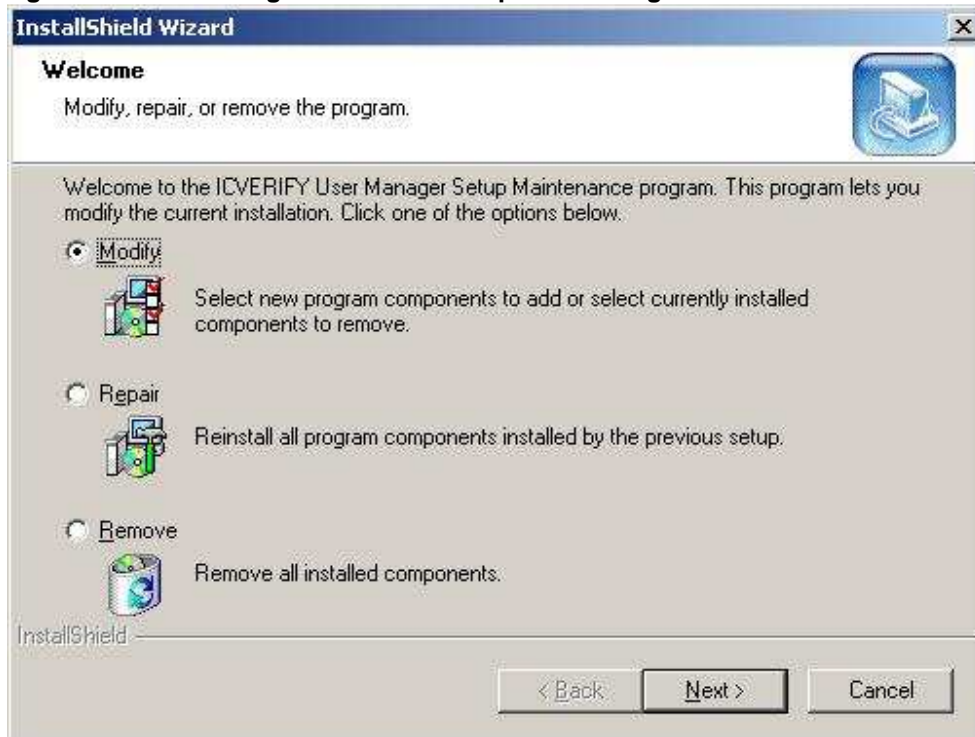 InstallShield Wizard
Welcome
Modify, repair, or remove the program.
Welcome to the ICVERIFY User Manager Setup Maintenance program. This program lets you
modify the current installation. Click one of the options below.
Modify
Select new program components to add or select currently installed
components to remove.
Repair
Reinstall all program components installed by the previous setup.
Remove
Remove all installed components.
InstallShield
< Back
Next >
Cancel